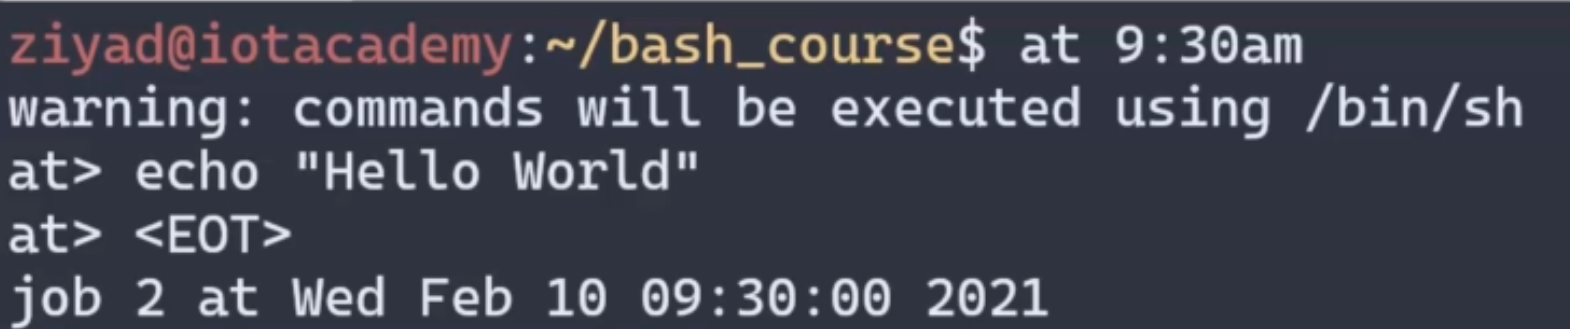 ziyad@iotacademy:~/bash_course$ at 9:30am
warning: commands will be executed using /bin/sh
at> echo "Hello World"
at> <EOT>
job 2 at Wed Feb 10 09:30:00 2021